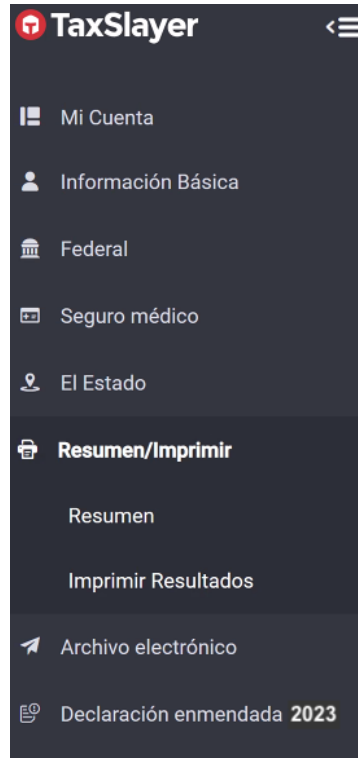 TaxSlayer
Mi Cuenta
Información Básica
Federal
Seguro médico
El Estado
Resumen/Imprimir
Resumen
Imprimir Resultados
Archivo electrónico
Declaración enmendada 2023